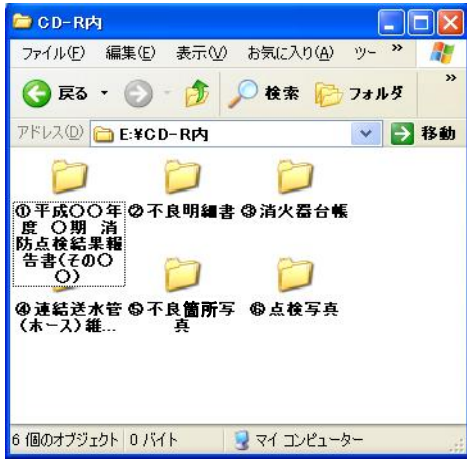 CD-R内
ファイル(F) 編集(E) 表示(V) お気に入り(A) ツー »
戻る 検索 フォルダ »
アドレス(D) E:¥CD-R内 移動
①平成〇〇年
度 〇期 消
防点検結果報
告書(その〇
〇)
②不良明細書
③消火器台帳
④連結送水管
(ホース)維...
⑤不良箇所写
真
⑥点検写真
6 個のオブジェクト 0 バイト マイ コンピューター